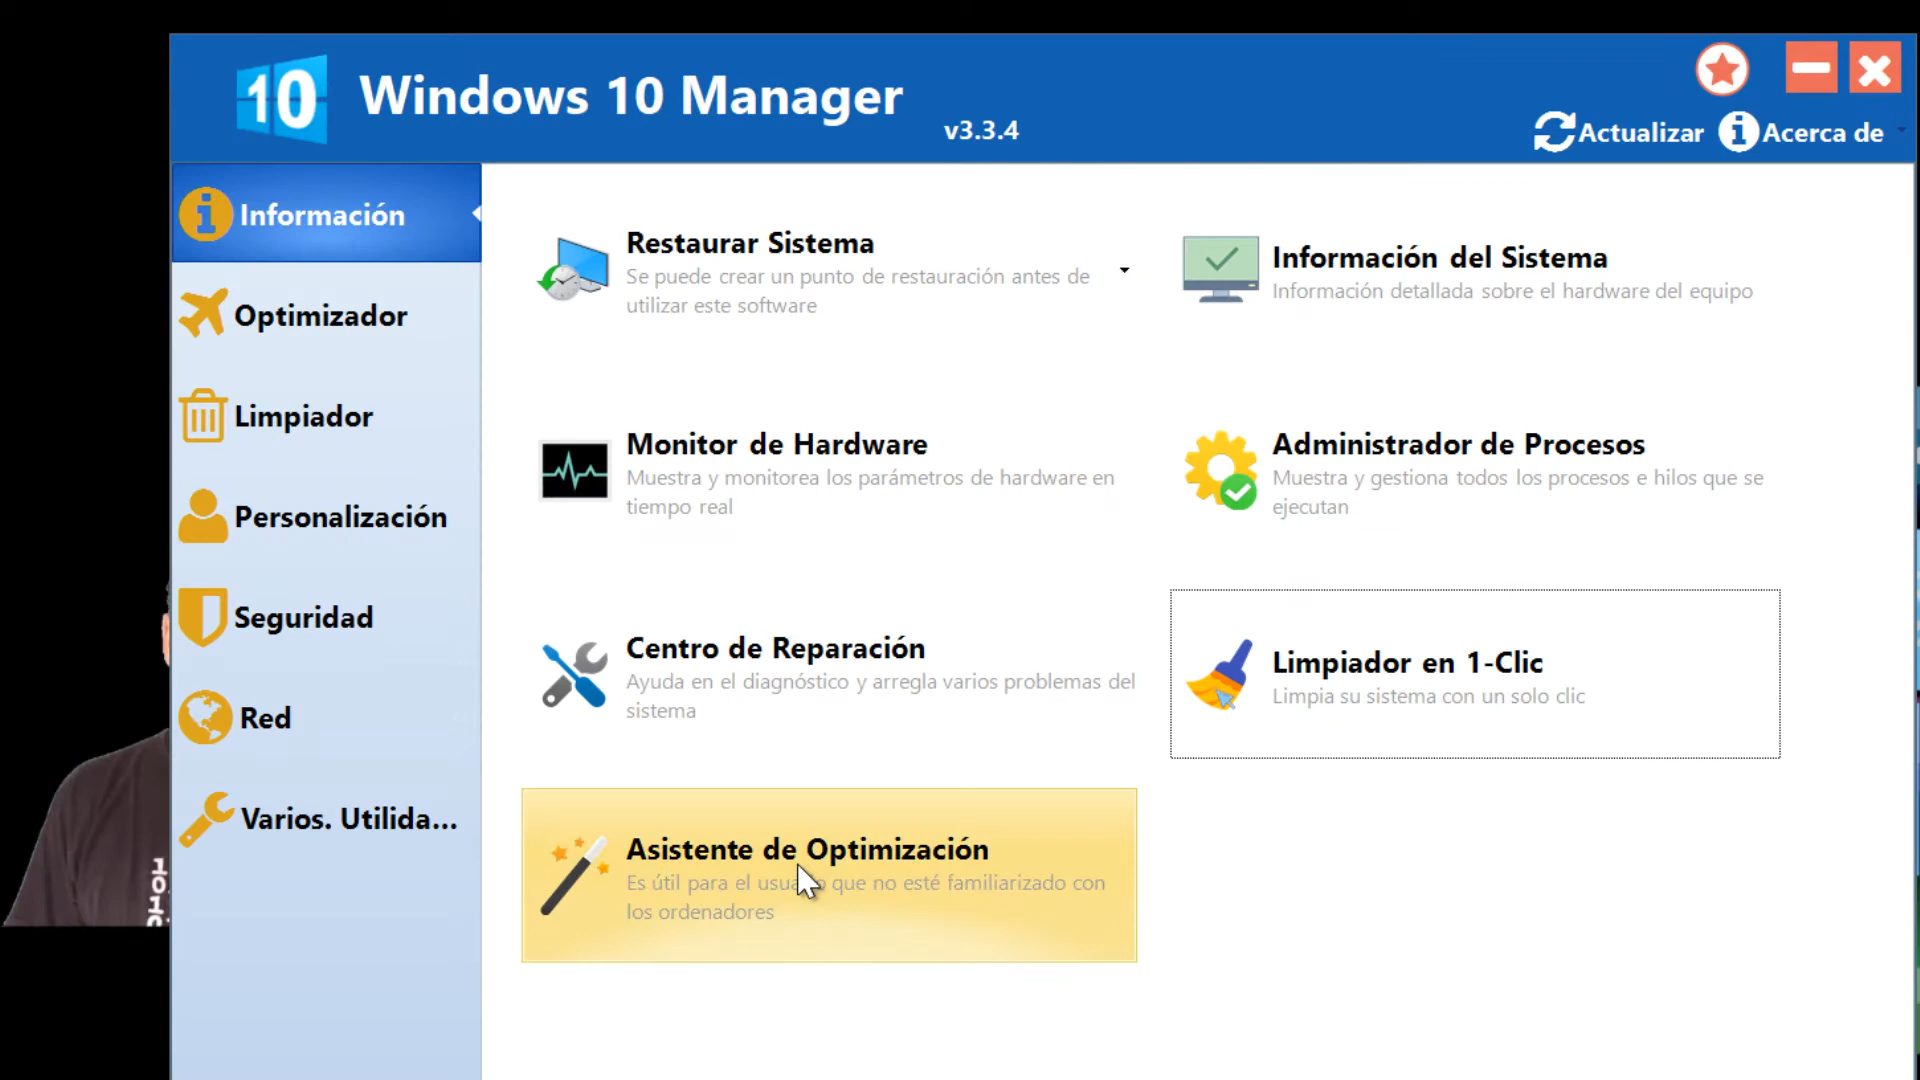 10 Windows 10 Manager
v3.3.4
Actualizar Acerca de
Información
Optimizador
Limpiador
Personalización
Seguridad
Red
Varios. Utilida...
Restaurar Sistema
Se puede crear un punto de restauración antes de
utilizar este software
Información del Sistema
Información detallada sobre el hardware del equipo
Monitor de Hardware
Muestra y monitorea los parámetros de hardware en
tiempo real
Administrador de Procesos
Muestra y gestiona todos los procesos e hilos que se
ejecutan
Centro de Reparación
Ayuda en el diagnóstico y arregla varios problemas del
sistema
Limpiador en 1-Clic
Limpia su sistema con un solo clic
Asistente de Optimización
Es útil para el usuario que no esté familiarizado con
los ordenadores